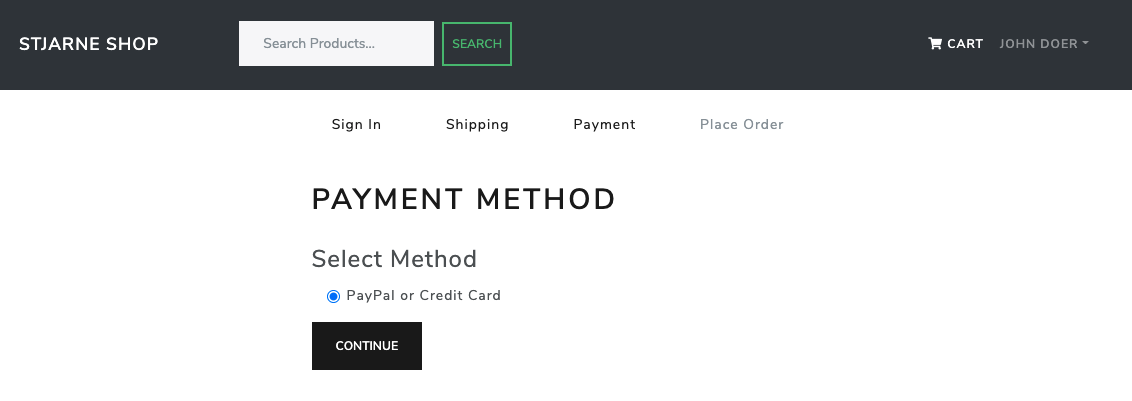 STJARNE SHOP
Search Products...
SEARCH
CART
JOHN DOER
Sign In
Shipping
Payment
Place Order
PAYMENT METHOD
Select Method
PayPal or Credit Card
CONTINUE